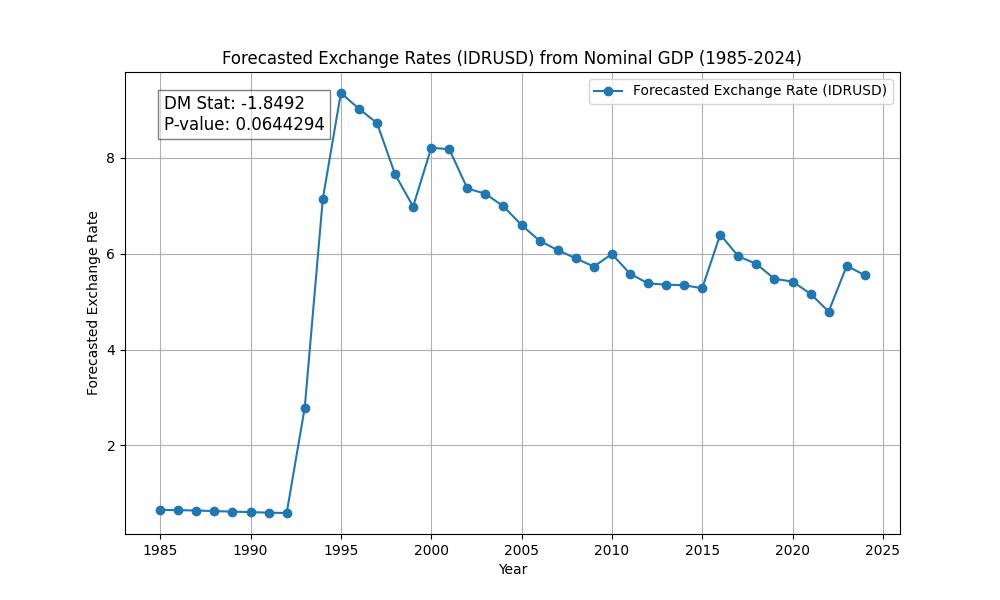 Forecasted Exchange Rates (IDRUSD) from Nominal GDP (1985-2024)
DM Stat: -1.8492
P-value: 0.0644294
Forecasted Exchange Rate (IDRUSD)
Forecasted Exchange Rate
8
6
4
2
1985 1990 1995 2000 2005 2010 2015 2020 2025
Year